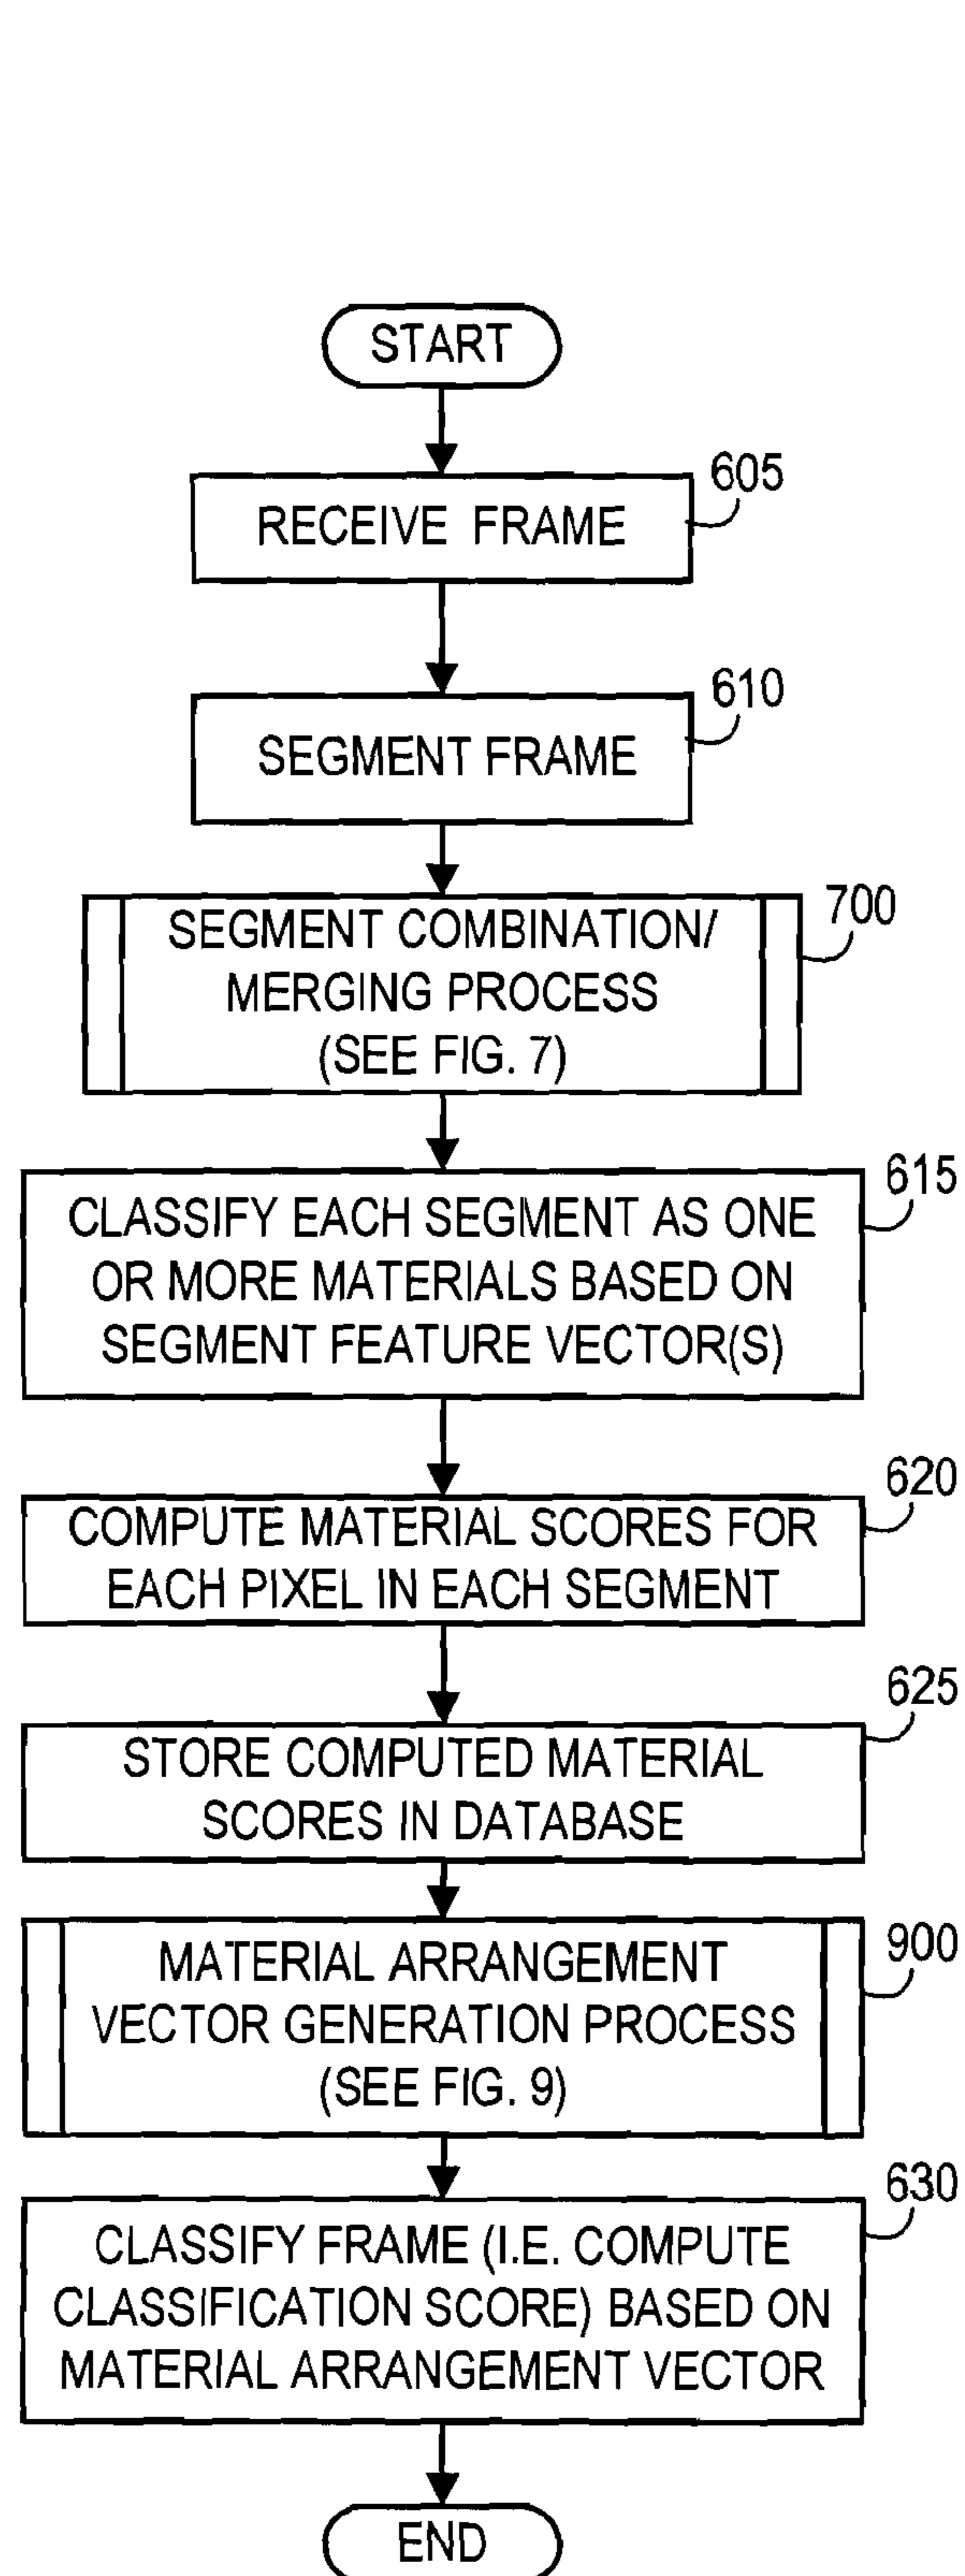 START
605
RECEIVE FRAME
610
SEGMENT FRAME
700
SEGMENT COMBINATION/
MERGING PROCESS
(SEE FIG. 7)
615
CLASSIFY EACH SEGMENT AS ONE
OR MORE MATERIALS BASED ON
SEGMENT FEATURE VECTOR(S)
620
COMPUTE MATERIAL SCORES FOR
EACH PIXEL IN EACH SEGMENT
625
STORE COMPUTED MATERIAL
SCORES IN DATABASE
900
MATERIAL ARRANGEMENT
VECTOR GENERATION PROCESS
(SEE FIG. 9)
630
CLASSIFY FRAME (I.E. COMPUTE
CLASSIFICATION SCORE) BASED ON
MATERIAL ARRANGEMENT VECTOR
END